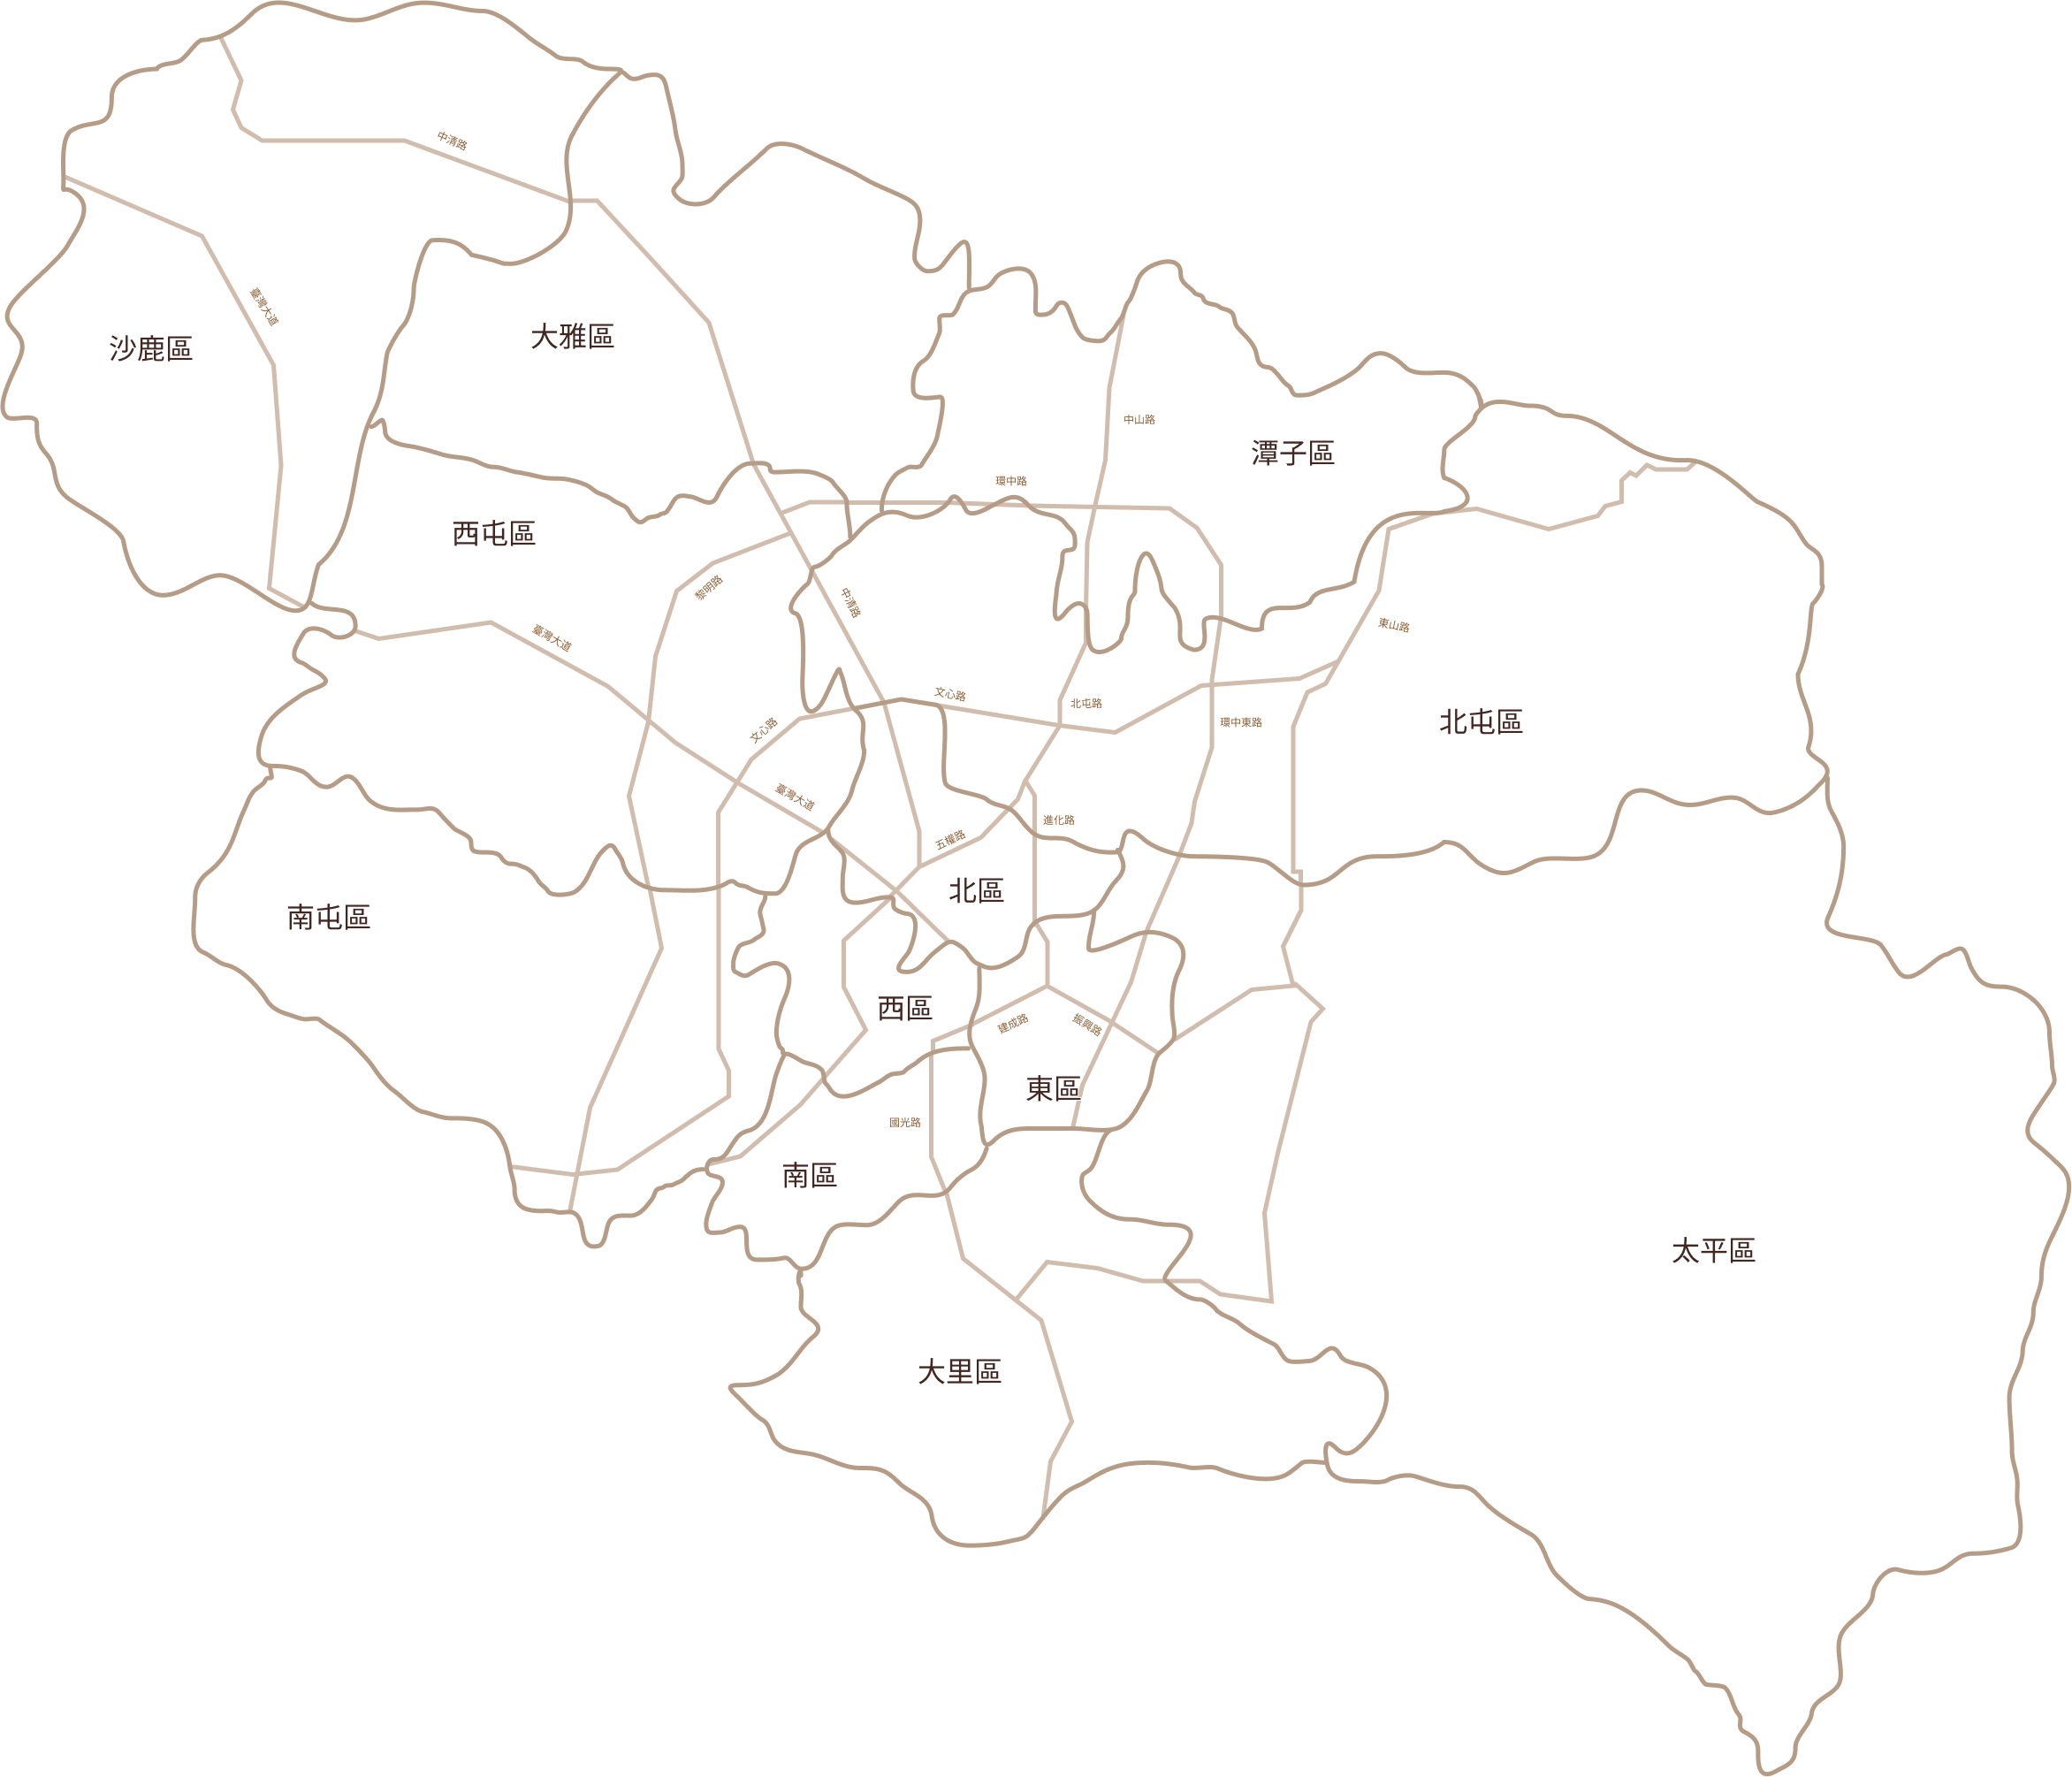 中清路
臺灣大道
沙鹿區
大雅區
中山路
潭子區
環中路
西屯區
黎明路
中清路
臺灣大道
東山路
文心路
北屯路
文心路
環中東路
北屯區
臺灣大道
進化路
五權路
北區
南屯區
西區
建成路
振興路
東區
國光路
南區
太平區
大里區